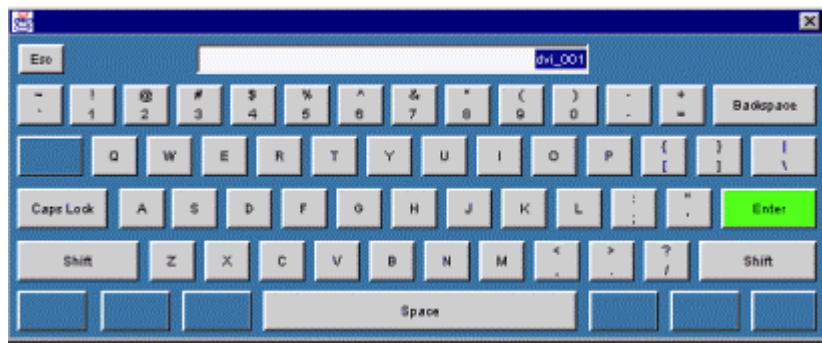 Esc dvi_001
~ ! @ # $ % ^ & * ( ) - +
` 1 2 3 4 5 6 7 8 9 0 - = Backspace
Q W E R T Y U I O P { } |
[ ] \
Caps Lock A S D F G H J K L : " Enter
; '
Shift Z X C V B N M < > ? Shift
, . /
Space